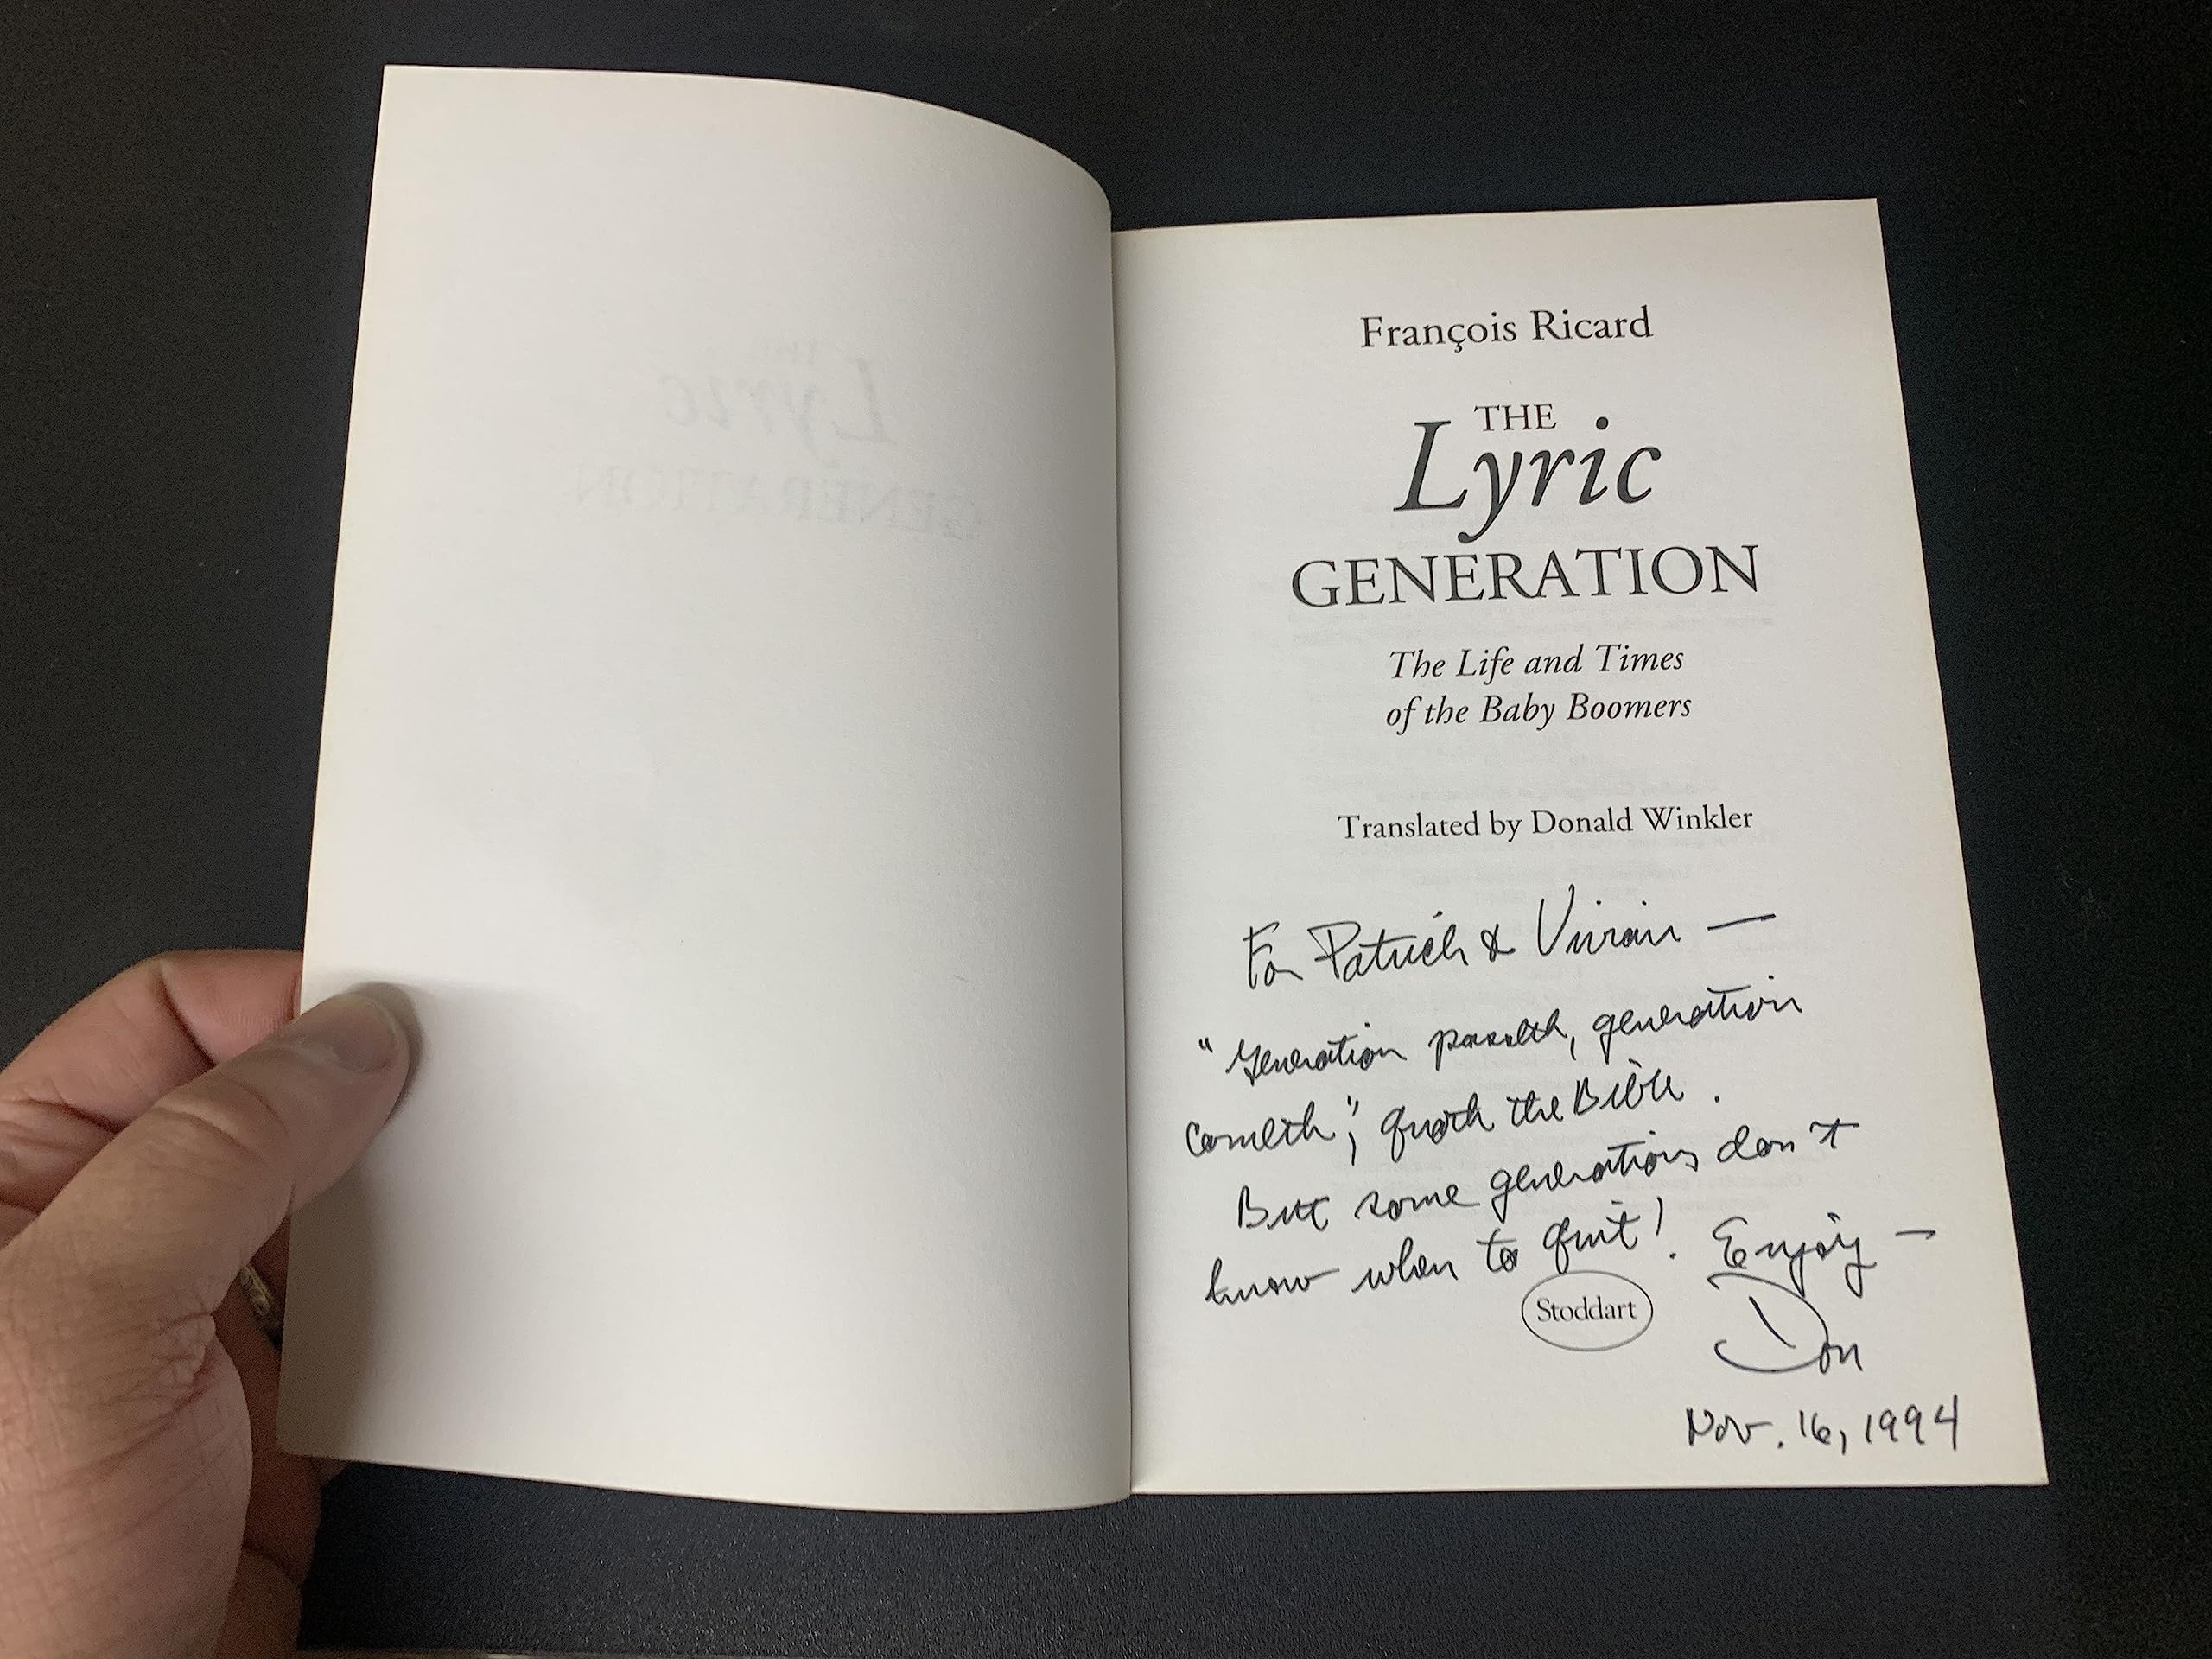 François Ricard
THE
Lyric
GENERATION
The Life and Times
of the Baby Boomers
Translated by Donald Winkler
For Patrick & Vivian —
"Generation passeth, generation
cometh", quoth the Bible.
But some generations don't
know when to quit! Enjoy —
Stoddart
Don
Nov. 16, 1994
Lyric
GENERATION